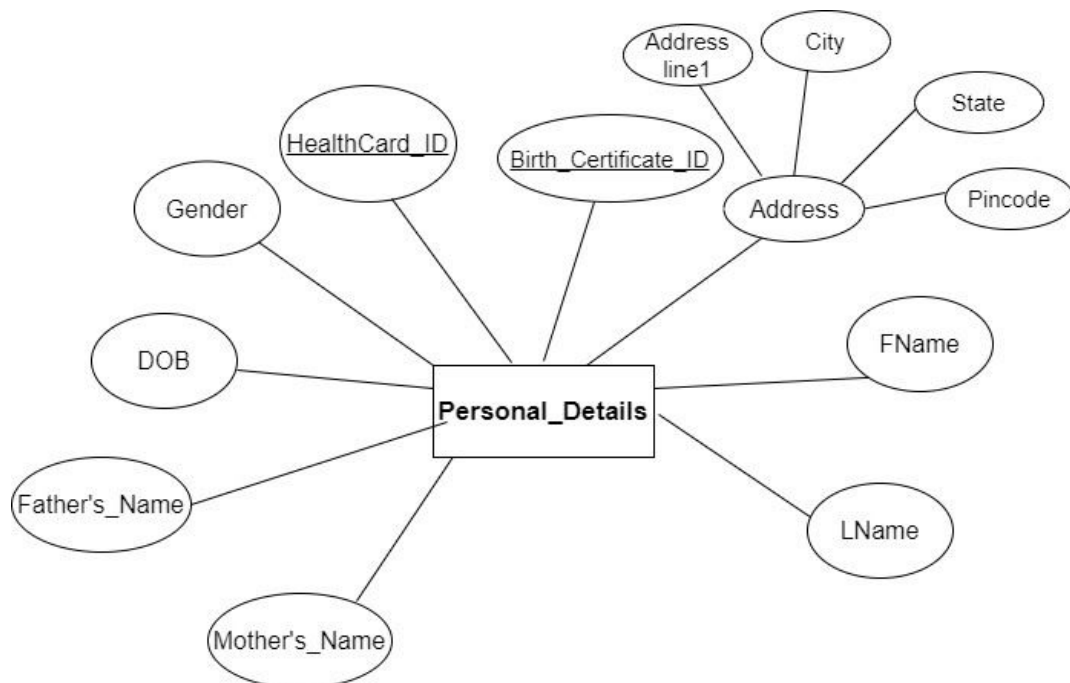 Address
line1
City
State
HealthCard_ID
Birth_Certificate_ID
Gender
Address
Pincode
DOB
FName
Personal_Details
Father's_Name
LName
Mother's_Name